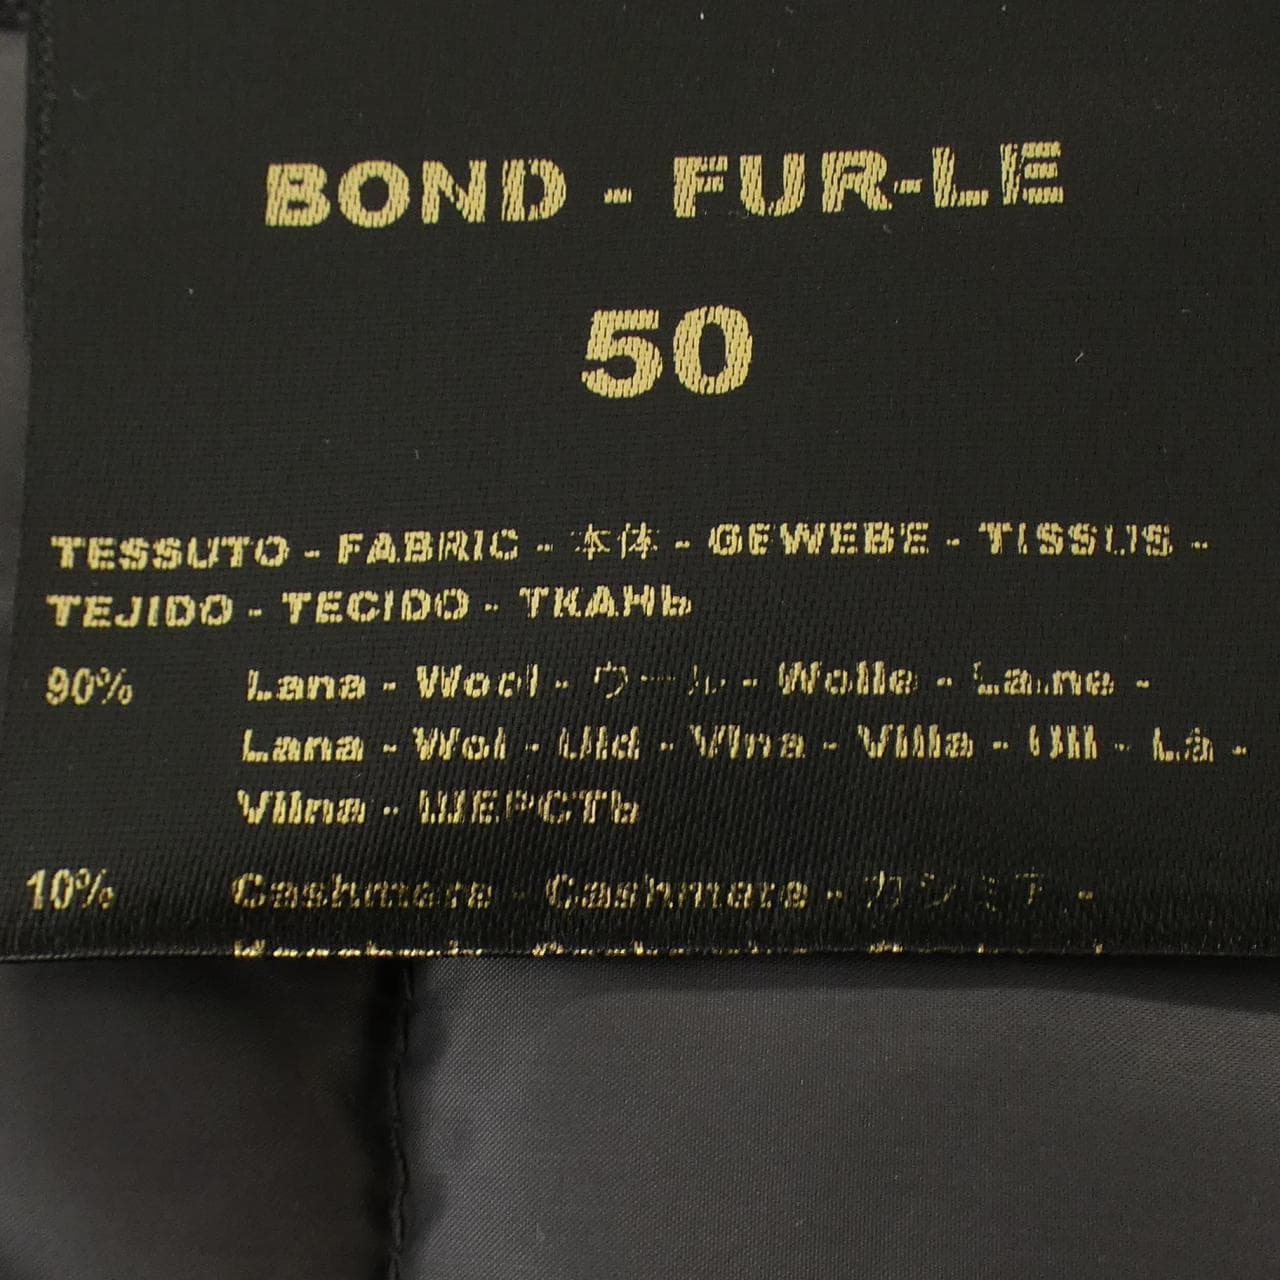 BOND - FUR-LE
50
TESSUTO - FABRIC - 本体 - GEWEBE - TISSUS -
TEJIDO - TECIDO - ТКАНЬ
90% Lana - Wool - ウール - Wolle - Laine -
Lana - Wol - Uld - Vlna - Villa - Ull - Lã -
Vilna - ШЕРСТЬ
10% Cashmere - Cashmere - カシミア -